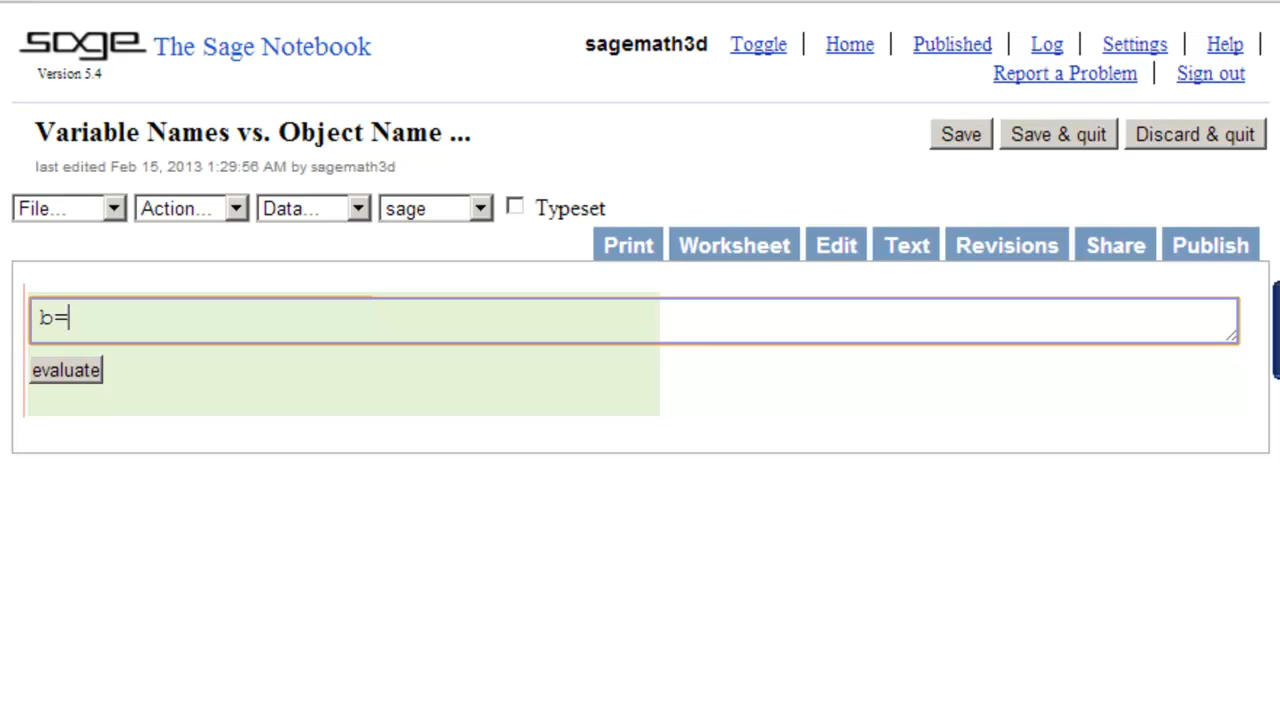 sage The Sage Notebook
Version 5.4
sagemath3d Toggle | Home | Published | Log | Settings | Help |
Report a Problem | Sign out
Variable Names vs. Object Name ...
last edited Feb 15, 2013 1:29:56 AM by sagemath3d
Save Save & quit Discard & quit
File... Action... Data... sage Typeset
Print Worksheet Edit Text Revisions Share Publish
b=
evaluate